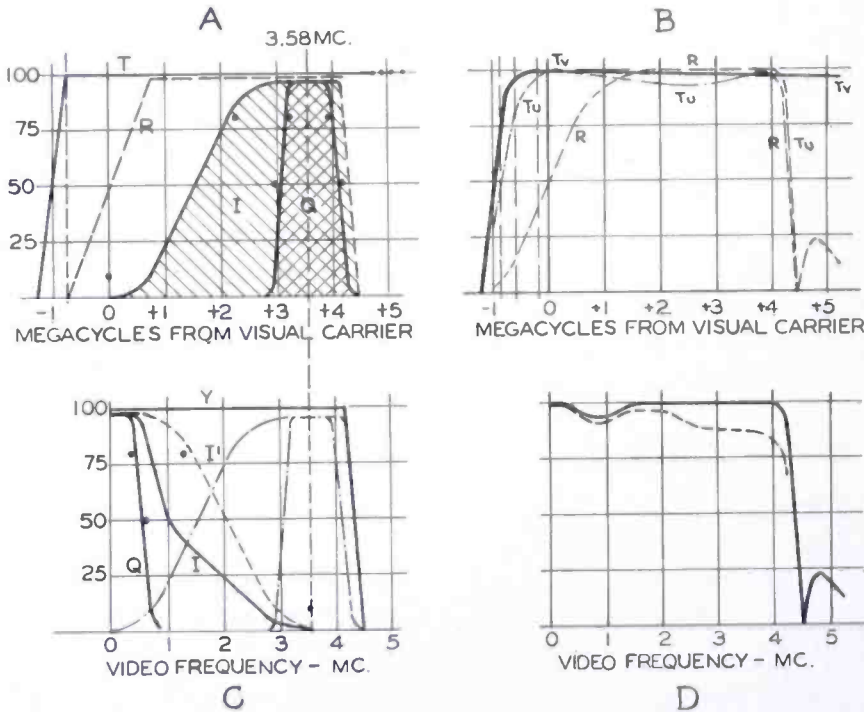 A
B
3.58 MC.
100
75
50
25
T
R
I
Q
-1
0
+1
+2
+3
+4
+5
MEGACYCLES FROM VISUAL CARRIER
Tv
R
Tv
Tu
Tu
R
R
Tu
-1
0
+1
+2
+3
+4
+5
MEGACYCLES FROM VISUAL CARRIER
100
75
50
25
Y
I'
Q
I
0
1
2
3
4
5
VIDEO FREQUENCY - MC.
C
0
1
2
3
4
5
VIDEO FREQUENCY - MC.
D